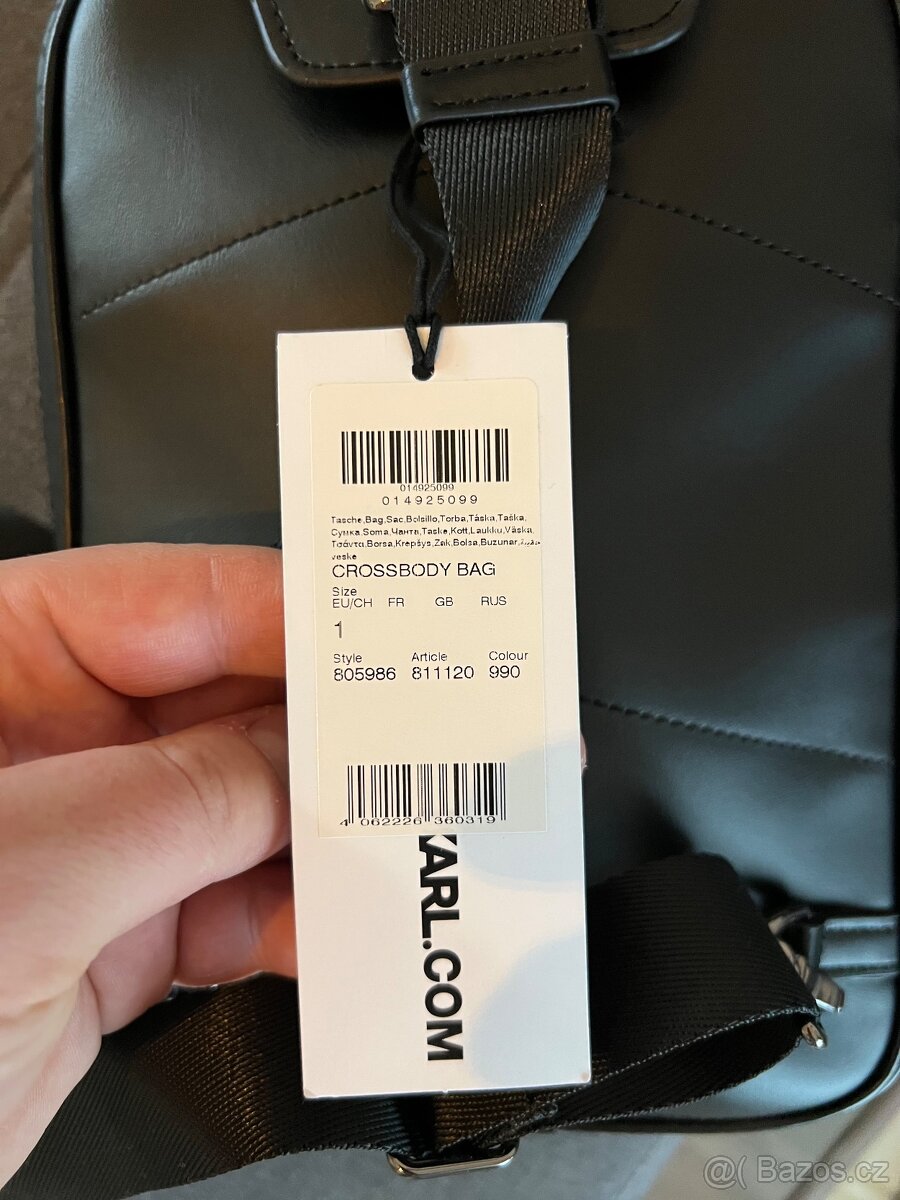 014925099
014925099
Tasche,Bag,Sac,Bolsillo,Torba,Táska,Taška,
Сумка,Soma,Чанта,Taske,Kott,Laukku,Väska,
Τσάντα,Borsa,Krepšys,Zak,Bolsa,Buzunar,
veske
CROSSBODY BAG
Size
EU/CH FR GB RUS
1
Style Article Colour
805986 811120 990
4 062226 360319
KARL.COM
@( Bazos.cz